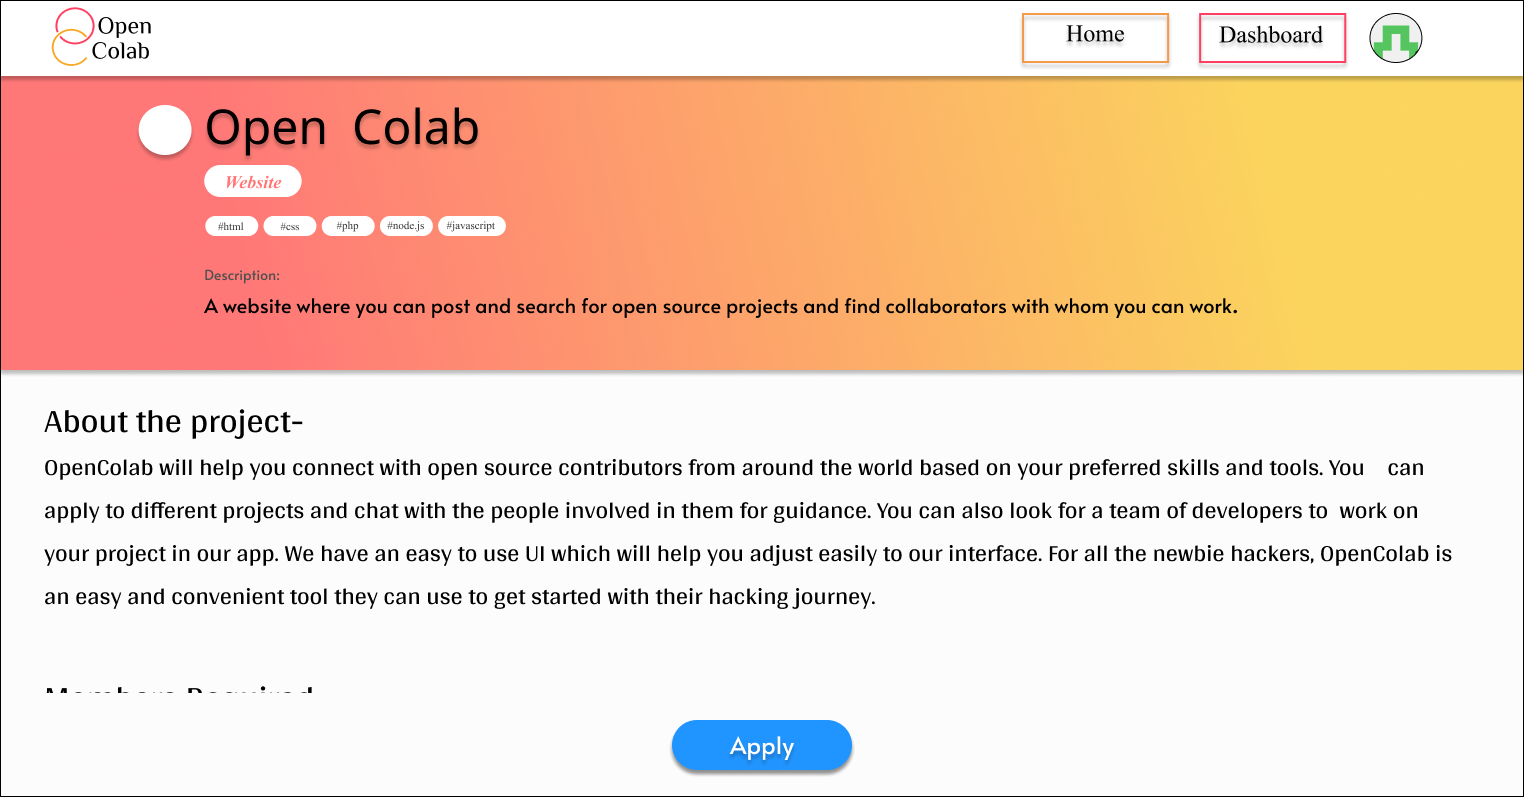 Open
Colab
Home
Dashboard
Open Colab
Website
#html #css #php #node.js #javascript
Description:
A website where you can post and search for open source projects and find collaborators with whom you can work.
About the project-
OpenColab will help you connect with open source contributors from around the world based on your preferred skills and tools. You can
apply to different projects and chat with the people involved in them for guidance. You can also look for a team of developers to work on
your project in our app. We have an easy to use UI which will help you adjust easily to our interface. For all the newbie hackers, OpenColab is
an easy and convenient tool they can use to get started with their hacking journey.
Members Required
Apply